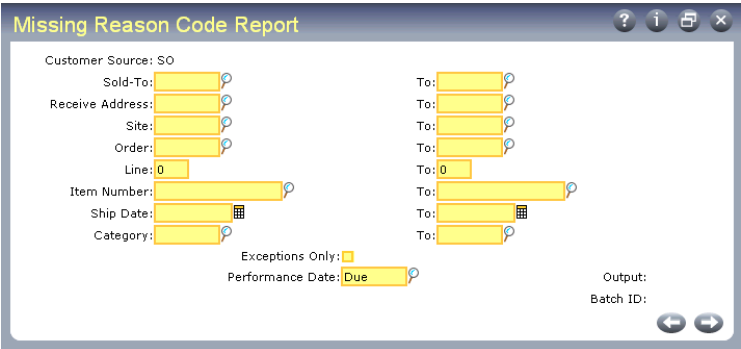 Missing Reason Code Report
Customer Source: SO
Sold-To: To:
Receive Address: To:
Site: To:
Order: To:
Line: 0 To: 0
Item Number: To:
Ship Date: To:
Category: To:
Exceptions Only:
Performance Date: Due Output:
Batch ID: